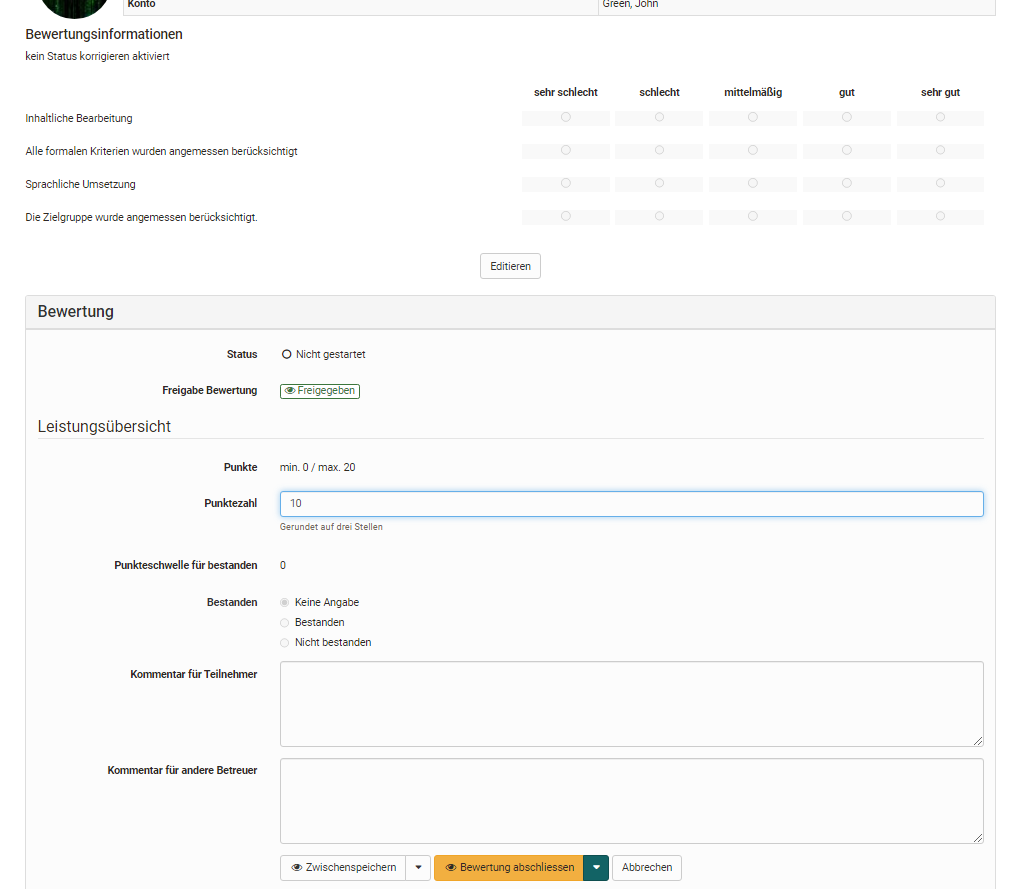 Konto Green, John
Bewertungsinformationen
kein Status korrigieren aktiviert
sehr schlecht schlecht mittelmäßig gut sehr gut
Inhaltliche Bearbeitung
Alle formalen Kriterien wurden angemessen berücksichtigt
Sprachliche Umsetzung
Die Zielgruppe wurde angemessen berücksichtigt.
Editieren
Bewertung
Status Nicht gestartet
Freigabe Bewertung Freigegeben
Leistungsübersicht
Punkte min. 0 / max. 20
Punktezahl 10
Gerundet auf drei Stellen
Punkteschwelle für bestanden 0
Bestanden Keine Angabe
Bestanden
Nicht bestanden
Kommentar für Teilnehmer
Kommentar für andere Betreuer
Zwischenspeichern Bewertung abschliessen Abbrechen